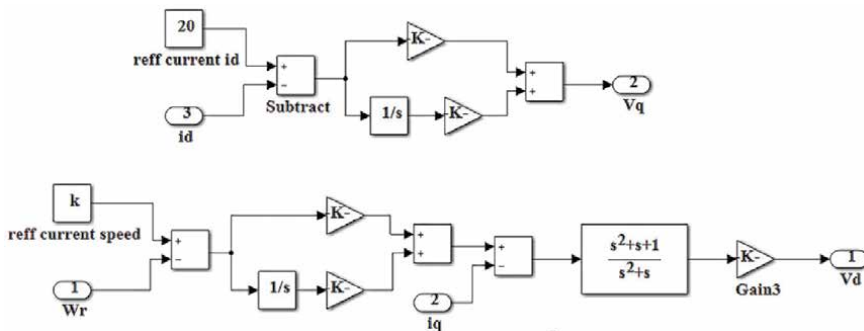 20
reff current id
+
−
3
id
Subtract
K-
1/s
K-
+
+
2
Vq
k
reff current speed
+
−
1
Wr
K-
1/s
K-
+
+
2
iq
+
−
s²+s+1
s²+s
K-
Gain3
1
Vd